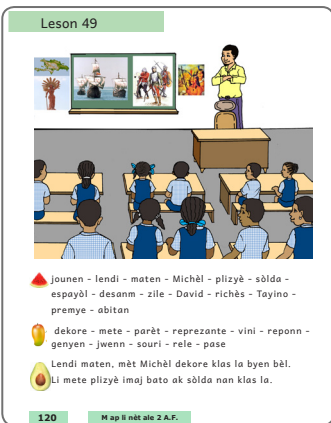 Leson 49
jounen - lendi - maten - Michèl - plizyè - sòlda -
espayòl - desanm - zile - David - richès - Tayino -
premye - abitan
dekore - mete - parèt - reprezante - vini - reponn -
genyen - jwenn - souri - rele - pase
Lendi maten, mèt Michèl dekore klas la byen bèl.
Li mete plizyè imaj bato ak sòlda nan klas la.
120 M ap li nèt ale 2 A.F.